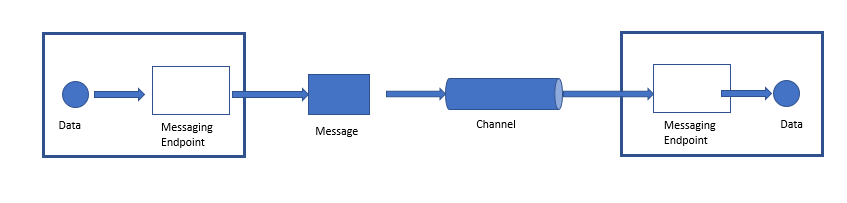 Data
Messaging
Endpoint
Message
Channel
Messaging
Endpoint
Data